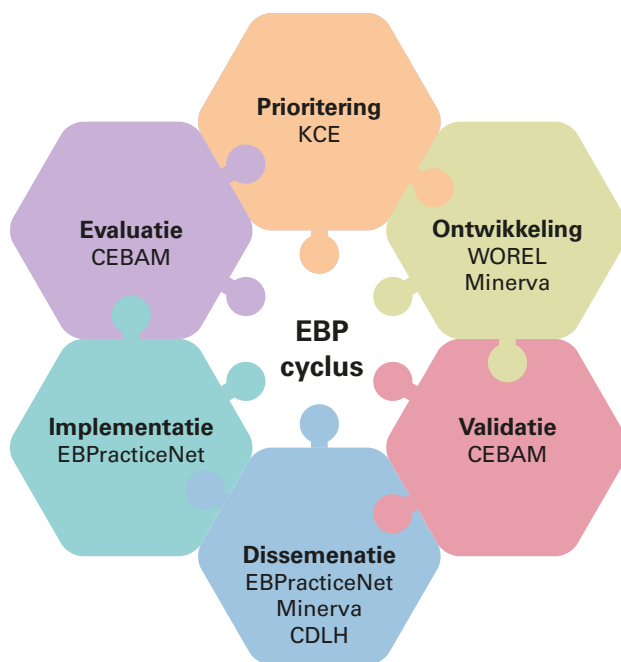 Prioritering
KCE
Ontwikkeling
WOREL
Minerva
Validatie
CEBAM
Dissemenatie
EBPracticeNet
Minerva
CDLH
Implementatie
EBPracticeNet
Evaluatie
CEBAM
EBP
cyclus